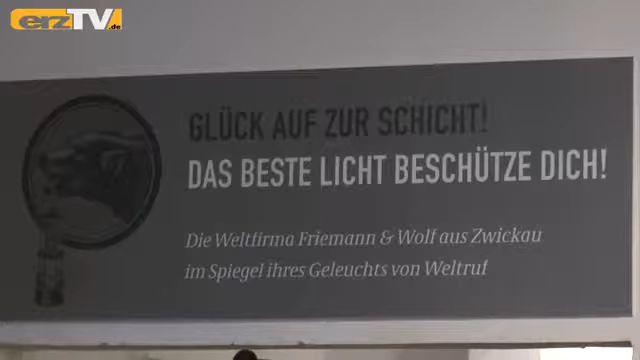 erzTV.de
GLÜCK AUF ZUR SCHICHT!
DAS BESTE LICHT BESCHÜTZE DICH!
Die Weltfirma Friemann & Wolf aus Zwickau
im Spiegel ihres Geleuchts von Weltruf